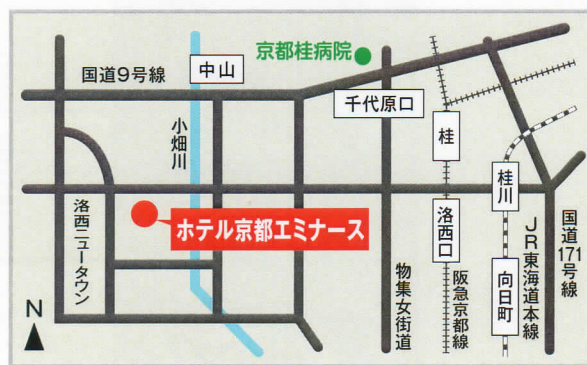 京都桂病院
中山
国道9号線
千代原口
小畑川
桂
桂川
洛西口
ホテル京都エミナース
洛西ニュータウン
物集女街道
阪急京都線
向日町
JR東海道本線
国道171号線
N